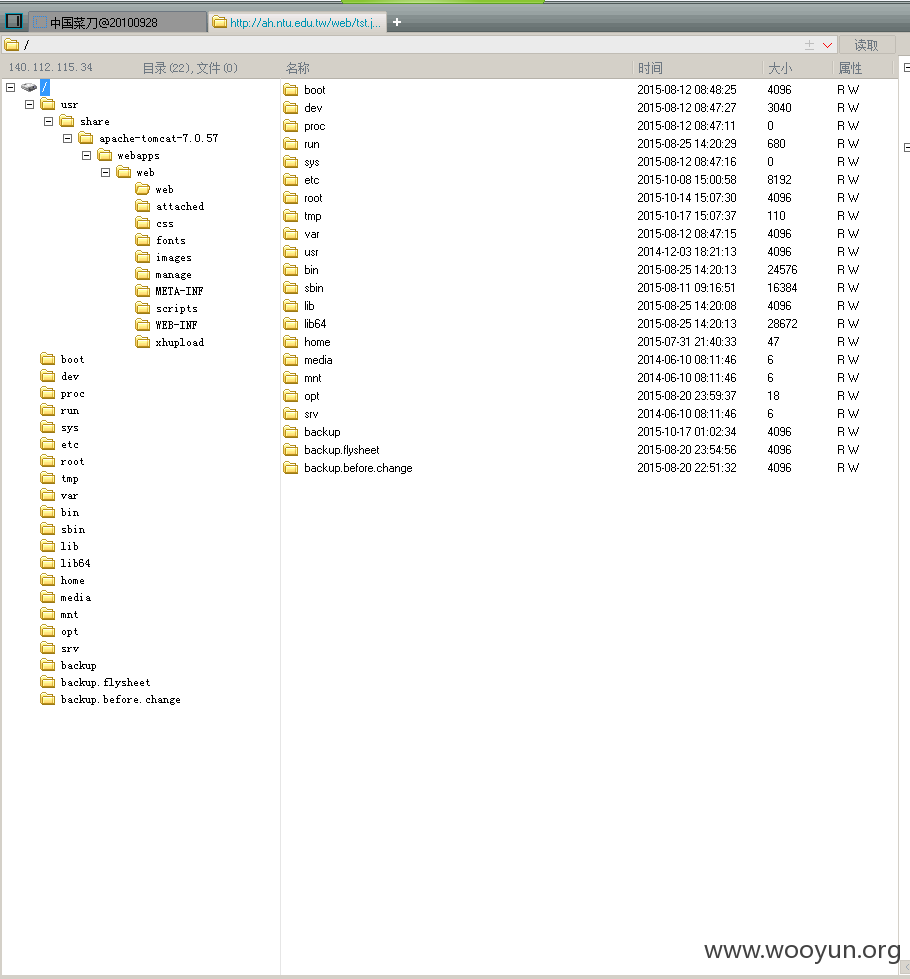 中国菜刀@20100928
http://ah.ntu.edu.tw/web/tst.j...
+
/
读取
140.112.115.34 目录(22),文件(0) 名称 时间 大小 属性
/
usr
share
apache-tomcat-7.0.57
webapps
web
web
attached
css
fonts
images
manage
META-INF
scripts
WEB-INF
xhupload
boot
dev
proc
run
sys
etc
root
tmp
var
bin
sbin
lib
lib64
home
media
mnt
opt
srv
backup
backup.flysheet
backup.before.change
boot 2015-08-12 08:48:25 4096 R W
dev 2015-08-12 08:47:27 3040 R W
proc 2015-08-12 08:47:11 0 R W
run 2015-08-25 14:20:29 680 R W
sys 2015-08-12 08:47:16 0 R W
etc 2015-10-08 15:00:58 8192 R W
root 2015-10-14 15:07:30 4096 R W
tmp 2015-10-17 15:07:37 110 R W
var 2015-08-12 08:47:15 4096 R W
usr 2014-12-03 18:21:13 4096 R W
bin 2015-08-25 14:20:13 24576 R W
sbin 2015-08-11 09:16:51 16384 R W
lib 2015-08-25 14:20:08 4096 R W
lib64 2015-08-25 14:20:13 28672 R W
home 2015-07-31 21:40:33 47 R W
media 2014-06-10 08:11:46 6 R W
mnt 2014-06-10 08:11:46 6 R W
opt 2015-08-20 23:59:37 18 R W
srv 2014-06-10 08:11:46 6 R W
backup 2015-10-17 01:02:34 4096 R W
backup.flysheet 2015-08-20 23:54:56 4096 R W
backup.before.change 2015-08-20 22:51:32 4096 R W
www.wooyun.org